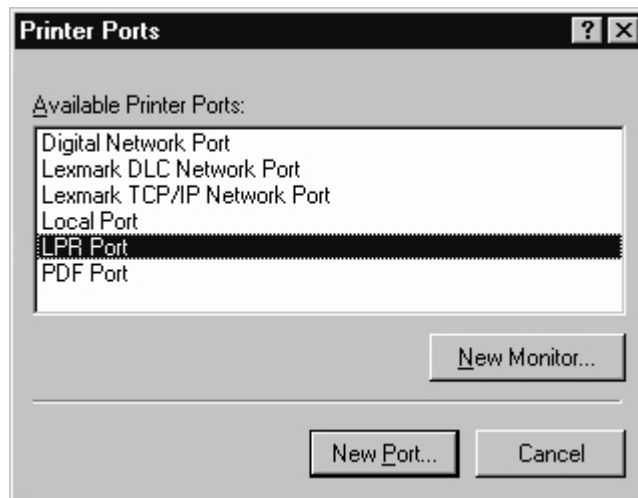 Printer Ports
Available Printer Ports:
Digital Network Port
Lexmark DLC Network Port
Lexmark TCP/IP Network Port
Local Port
LPR Port
PDF Port
New Monitor...
New Port... Cancel